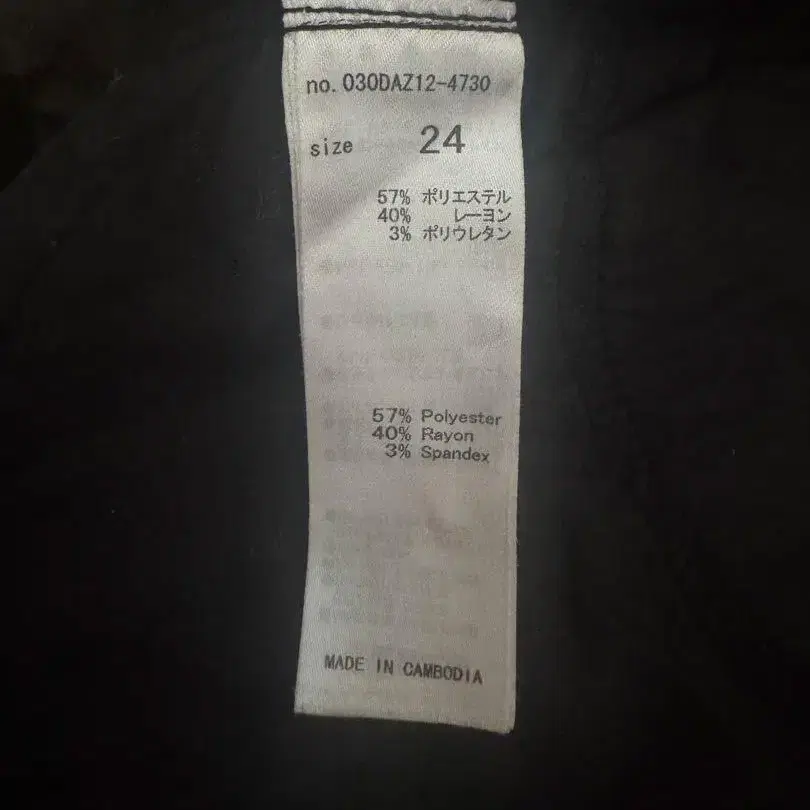 no. 030DAZ12-4730
size 24
57% ポリエステル
40% レーヨン
3% ポリウレタン
57% Polyester
40% Rayon
3% Spandex
MADE IN CAMBODIA